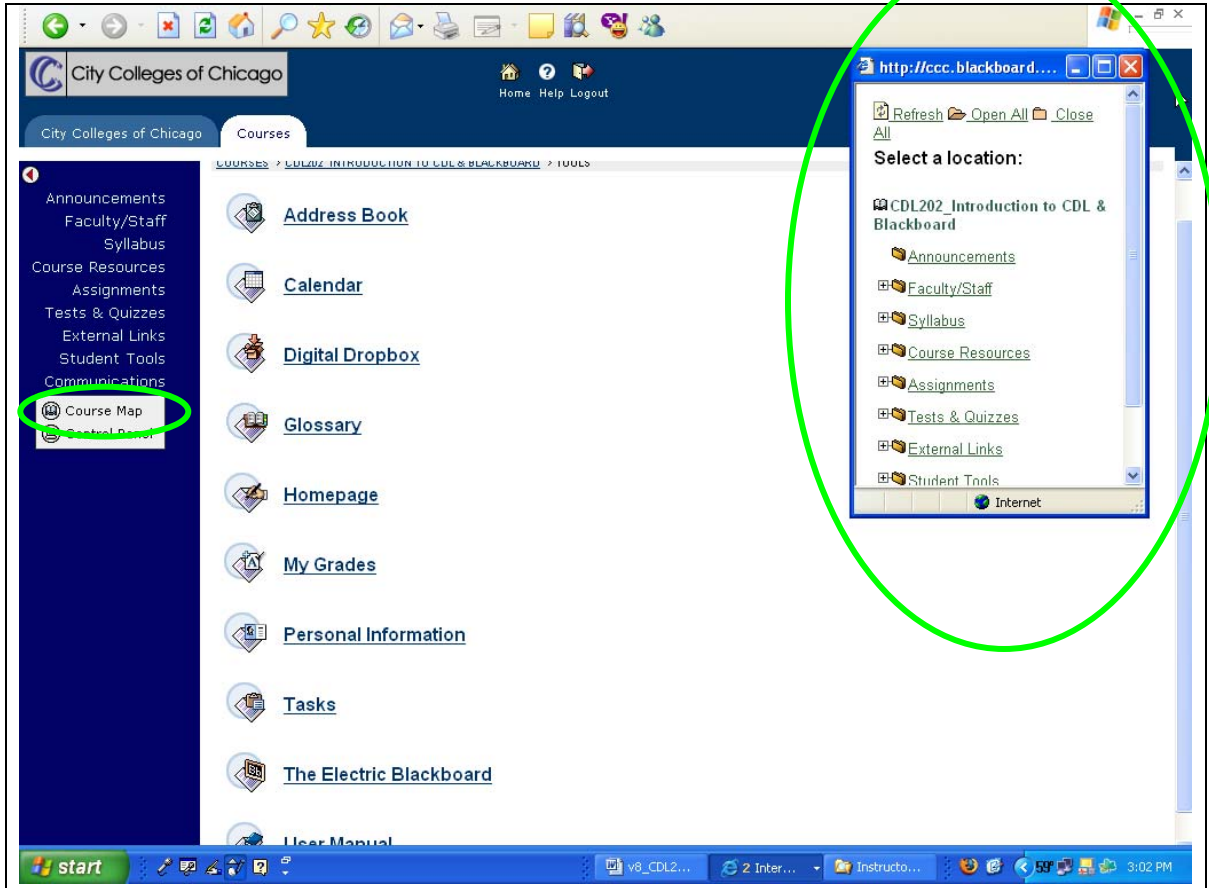 City Colleges of Chicago
Home Help Logout
City Colleges of Chicago
Courses
COURSES > CDL202_INTRODUCTION TO CDL & BLACKBOARD > TOOLS
Announcements
Faculty/Staff
Syllabus
Course Resources
Assignments
Tests & Quizzes
External Links
Student Tools
Communications
Course Map
Control Panel
Address Book
Calendar
Digital Dropbox
Glossary
Homepage
My Grades
Personal Information
Tasks
The Electric Blackboard
User Manual
http://ccc.blackboard....
Refresh Open All Close
All
Select a location:
CDL202_Introduction to CDL &
Blackboard
Announcements
Faculty/Staff
Syllabus
Course Resources
Assignments
Tests & Quizzes
External Links
Student Tools
Internet
start
v8_CDL2...
2 Inter...
Instructo...
59°
3:02 PM